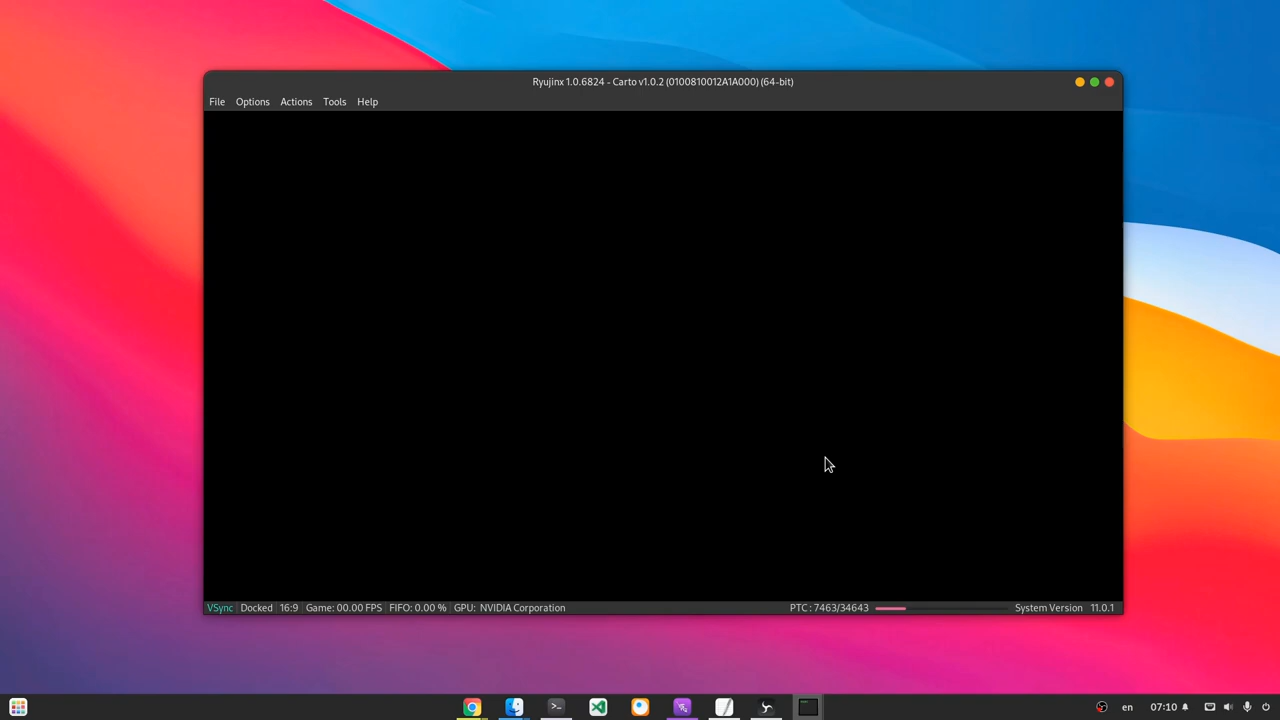 Ryujinx 1.0.6824 - Carto v1.0.2 (0100810012A1A000) (64-bit)
File Options Actions Tools Help
VSync Docked 16:9 Game: 00.00 FPS FIFO: 0.00 % GPU: NVIDIA Corporation PTC : 7463/34643 System Version 11.0.1
en 07:10